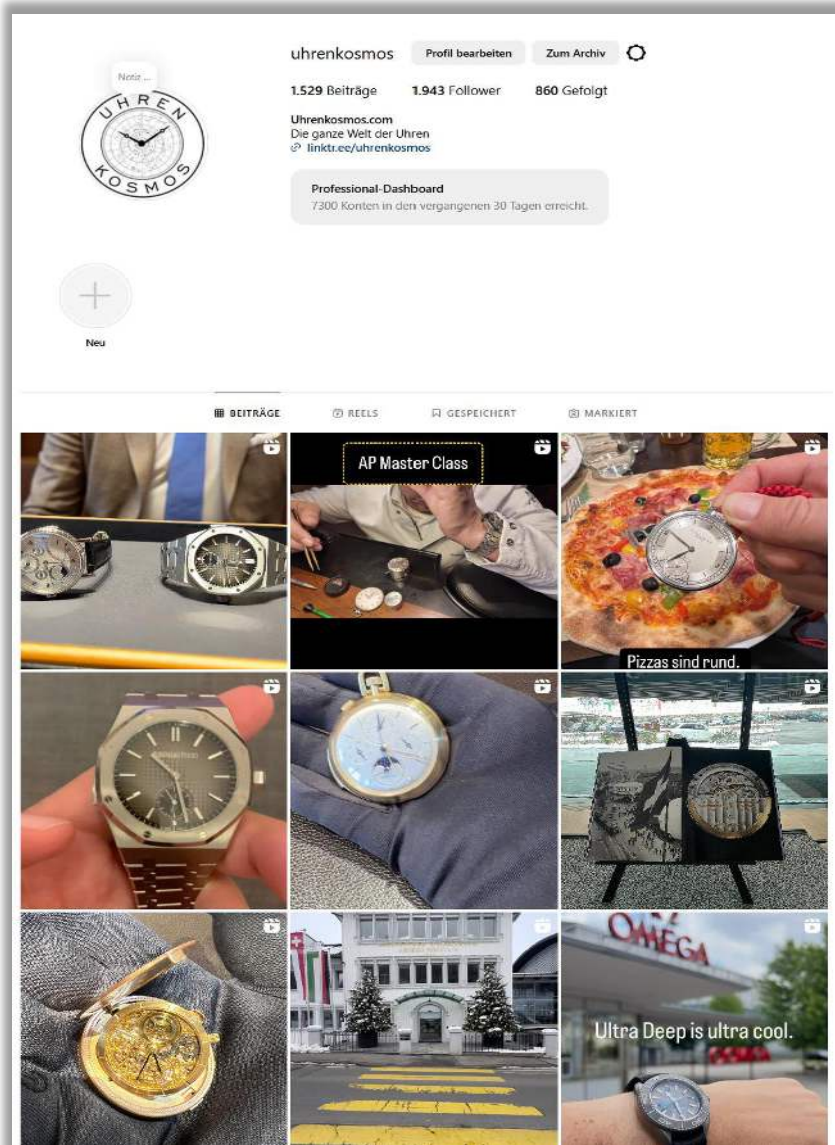 Notiz ...
UHREN
KOSMOS
uhrenkosmos Profil bearbeiten Zum Archiv
1.529 Beiträge 1.943 Follower 860 Gefolgt
Uhrenkosmos.com
Die ganze Welt der Uhren
linktr.ee/uhrenkosmos
Professional-Dashboard
7300 Konten in den vergangenen 30 Tagen erreicht.
Neu
BEITRÄGE REELS GESPEICHERT MARKIERT
AP Master Class
Pizzas sind rund.
OMEGA
Ultra Deep is ultra cool.